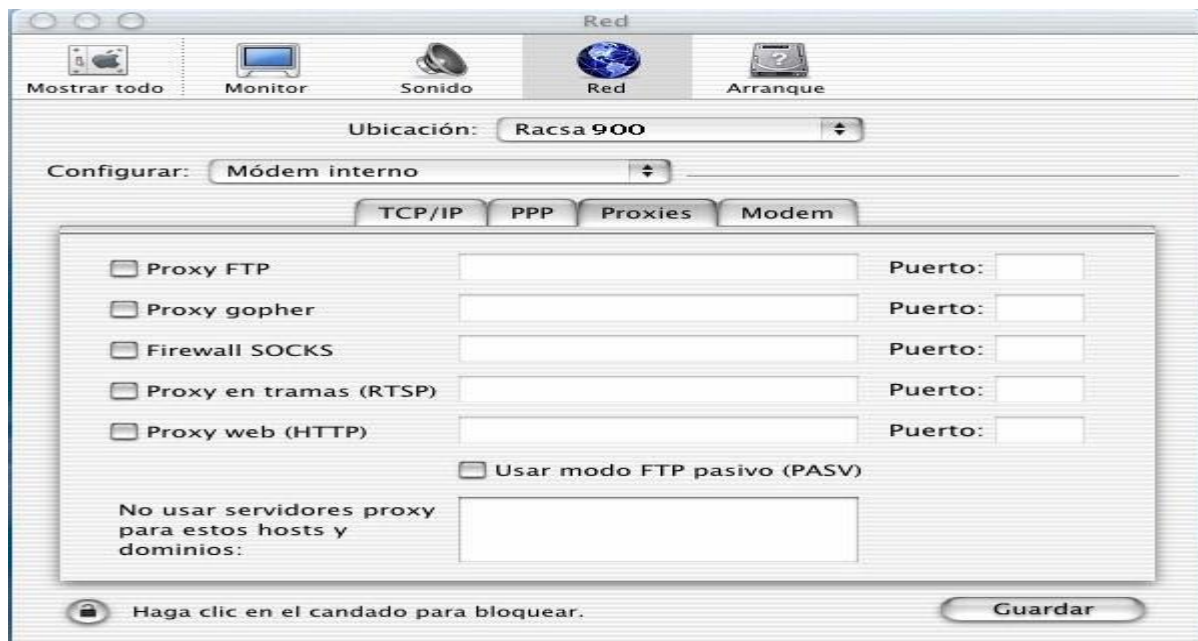 Red
Mostrar todo Monitor Sonido Red Arranque
Ubicación: Racsa 900
Configurar: Módem interno
TCP/IP PPP Proxies Modem
Proxy FTP Puerto:
Proxy gopher Puerto:
Firewall SOCKS Puerto:
Proxy en tramas (RTSP) Puerto:
Proxy web (HTTP) Puerto:
Usar modo FTP pasivo (PASV)
No usar servidores proxy
para estos hosts y
dominios:
Haga clic en el candado para bloquear. Guardar